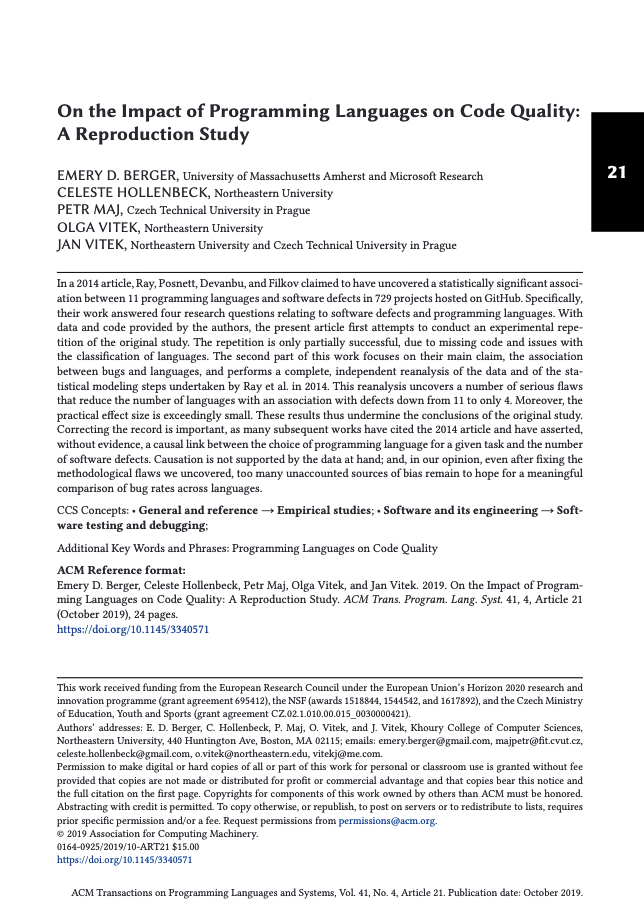 On the Impact of Programming Languages on Code Quality:
A Reproduction Study
21
EMERY D. BERGER, University of Massachusetts Amherst and Microsoft Research
CELESTE HOLLENBECK, Northeastern University
PETR MAJ, Czech Technical University in Prague
OLGA VITEK, Northeastern University
JAN VITEK, Northeastern University and Czech Technical University in Prague
In a 2014 article, Ray, Posnett, Devanbu, and Filkov claimed to have uncovered a statistically significant associ-
ation between 11 programming languages and software defects in 729 projects hosted on GitHub. Specifically,
their work answered four research questions relating to software defects and programming languages. With
data and code provided by the authors, the present article first attempts to conduct an experimental repe-
tition of the original study. The repetition is only partially successful, due to missing code and issues with
the classification of languages. The second part of this work focuses on their main claim, the association
between bugs and languages, and performs a complete, independent reanalysis of the data and of the sta-
tistical modeling steps undertaken by Ray et al. in 2014. This reanalysis uncovers a number of serious flaws
that reduce the number of languages with an association with defects down from 11 to only 4. Moreover, the
practical effect size is exceedingly small. These results thus undermine the conclusions of the original study.
Correcting the record is important, as many subsequent works have cited the 2014 article and have asserted,
without evidence, a causal link between the choice of programming language for a given task and the number
of software defects. Causation is not supported by the data at hand; and, in our opinion, even after fixing the
methodological flaws we uncovered, too many unaccounted sources of bias remain to hope for a meaningful
comparison of bug rates across languages.
CCS Concepts: • General and reference → Empirical studies; • Software and its engineering → Soft-
ware testing and debugging;
Additional Key Words and Phrases: Programming Languages on Code Quality
ACM Reference format:
Emery D. Berger, Celeste Hollenbeck, Petr Maj, Olga Vitek, and Jan Vitek. 2019. On the Impact of Program-
ming Languages on Code Quality: A Reproduction Study. ACM Trans. Program. Lang. Syst. 41, 4, Article 21
(October 2019), 24 pages.
https://doi.org/10.1145/3340571
This work received funding from the European Research Council under the European Union's Horizon 2020 research and
innovation programme (grant agreement 695412), the NSF (awards 1518844, 1544542, and 1617892), and the Czech Ministry
of Education, Youth and Sports (grant agreement CZ.02.1.010.00.015_0000421).
Authors' addresses: E. D. Berger, C. Hollenbeck, P. Maj, O. Vitek, and J. Vitek, Khoury College of Computer Sciences,
Northeastern University, 440 Huntington Ave, Boston, MA 02115; emails: emery.berger@gmail.com, majpetr@fit.cvut.cz,
celeste.hollenbeck@gmail.com, o.vitek@northeastern.edu, vitekj@me.com.
Permission to make digital or hard copies of all or part of this work for personal or classroom use is granted without fee
provided that copies are not made or distributed for profit or commercial advantage and that copies bear this notice and
the full citation on the first page. Copyrights for components of this work owned by others than ACM must be honored.
Abstracting with credit is permitted. To copy otherwise, or republish, to post on servers or to redistribute to lists, requires
prior specific permission and/or a fee. Request permissions from permissions@acm.org.
© 2019 Association for Computing Machinery.
0164-0925/2019/10-ART21 $15.00
https://doi.org/10.1145/3340571
ACM Transactions on Programming Languages and Systems, Vol. 41, No. 4, Article 21. Publication date: October 2019.